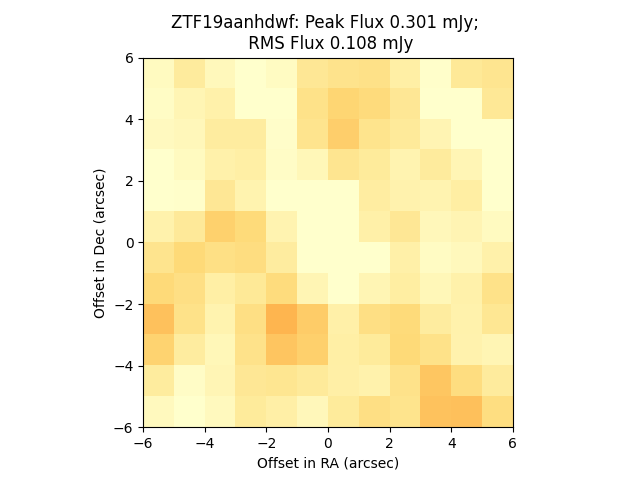 ZTF19aanhdwf: Peak Flux 0.301 mJy;
RMS Flux 0.108 mJy
6
4
2
0
−2
−4
−6
Offset in Dec (arcsec)
−6 −4 −2 0 2 4 6
Offset in RA (arcsec)